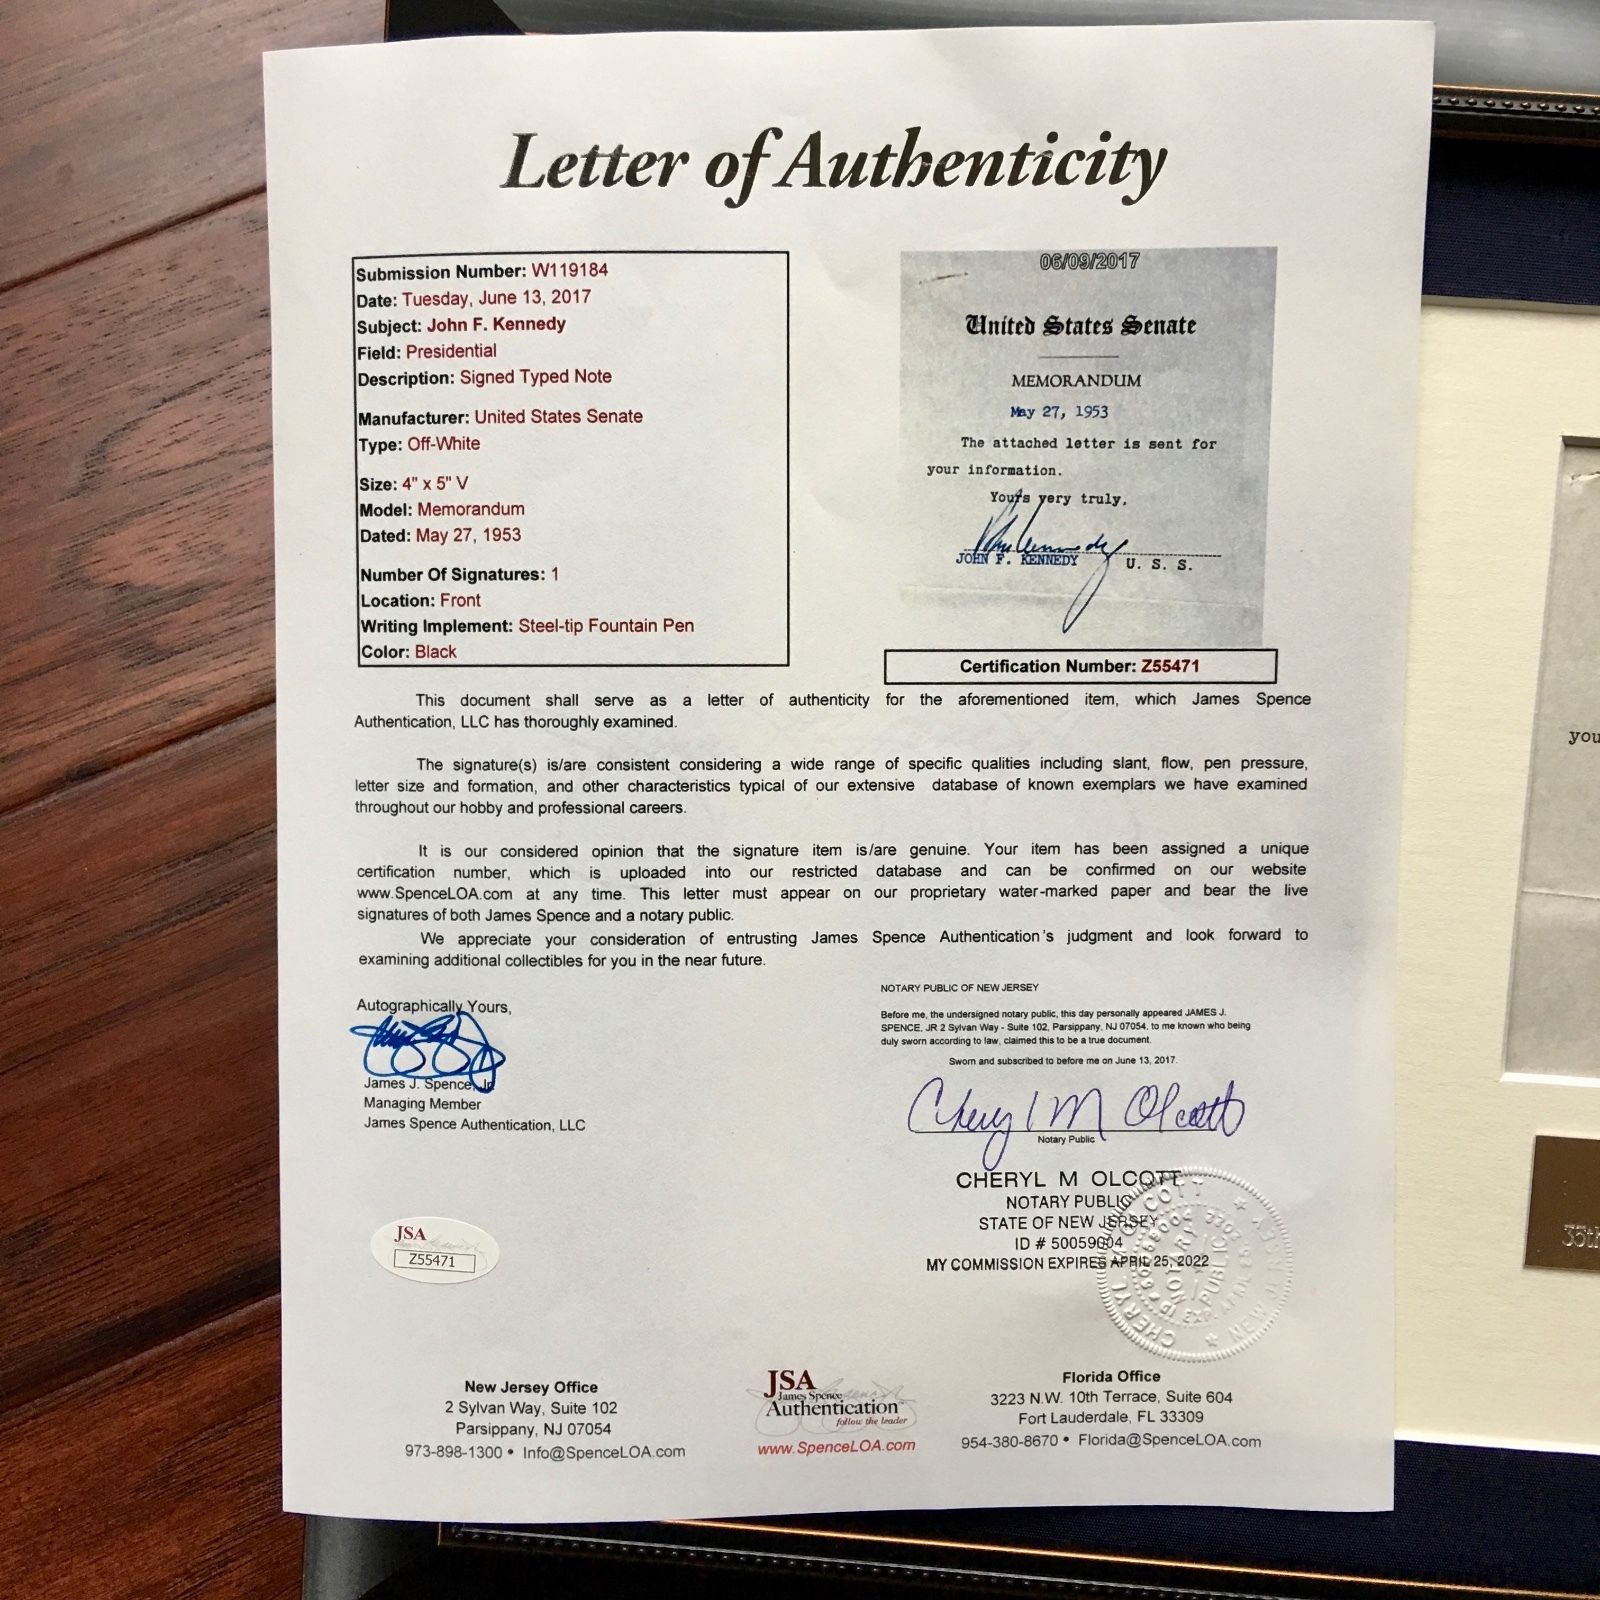 Letter of Authenticity
Submission Number: W119184
Date: Tuesday, June 13, 2017
Subject: John F. Kennedy
Field: Presidential
Description: Signed Typed Note
Manufacturer: United States Senate
Type: Off-White
Size: 4" x 5" V
Model: Memorandum
Dated: May 27, 1953
Number Of Signatures: 1
Location: Front
Writing Implement: Steel-tip Fountain Pen
Color: Black
06/09/2017
United States Senate
MEMORANDUM
May 27, 1953
The attached letter is sent for
your information.
Yours very truly,
John Kennedy
JOHN F. KENNEDY U. S. S.
Certification Number: Z55471
This document shall serve as a letter of authenticity for the aforementioned item, which James Spence
Authentication, LLC has thoroughly examined.
The signature(s) is/are consistent considering a wide range of specific qualities including slant, flow, pen pressure,
letter size and formation, and other characteristics typical of our extensive database of known exemplars we have examined
throughout our hobby and professional careers.
It is our considered opinion that the signature item is/are genuine. Your item has been assigned a unique
certification number, which is uploaded into our restricted database and can be confirmed on our website
www.SpenceLOA.com at any time. This letter must appear on our proprietary water-marked paper and bear the live
signatures of both James Spence and a notary public.
We appreciate your consideration of entrusting James Spence Authentication's judgment and look forward to
examining additional collectibles for you in the near future.
Autographically Yours,
James J. Spence, Jr
Managing Member
James Spence Authentication, LLC
NOTARY PUBLIC OF NEW JERSEY
Before me, the undersigned notary public, this day personally appeared JAMES J.
SPENCE, JR 2 Sylvan Way - Suite 102, Parsippany, NJ 07054, to me known who being
duly sworn according to law, claimed this to be a true document.
Sworn and subscribed to before me on June 13, 2017.
Cheryl M Olcott
Notary Public
CHERYL M OLCOTT
NOTARY PUBLIC
STATE OF NEW JERSEY
ID # 50059004
MY COMMISSION EXPIRES APRIL 25, 2022
JSA
Z55471
New Jersey Office
2 Sylvan Way, Suite 102
Parsippany, NJ 07054
973-898-1300 • Info@SpenceLOA.com
JSA
James Spence
Authentication
follow the leader
www.SpenceLOA.com
Florida Office
3223 N.W. 10th Terrace, Suite 604
Fort Lauderdale, FL 33309
954-380-8670 • Florida@SpenceLOA.com
you
35th